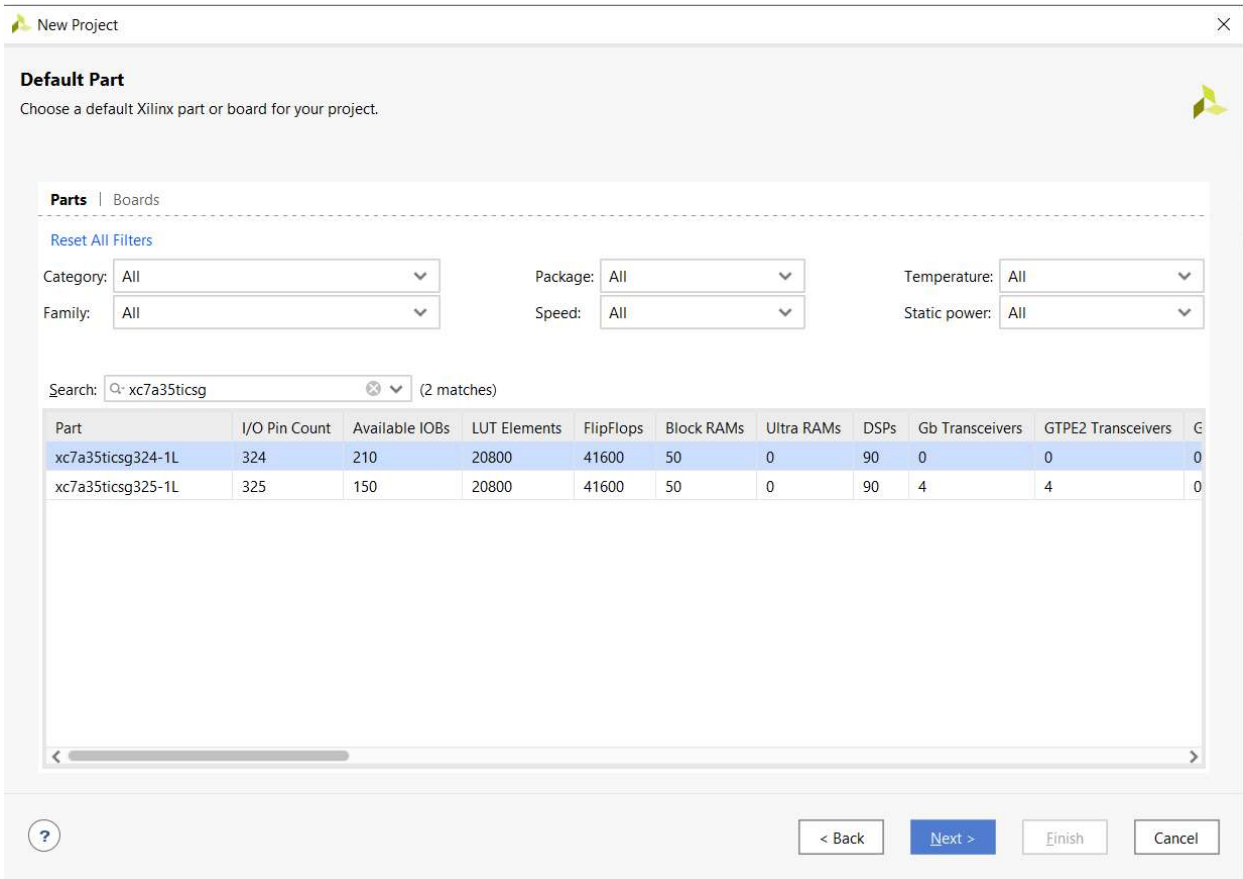 New Project
Default Part
Choose a default Xilinx part or board for your project.
Parts | Boards
Reset All Filters
Category: All Package: All Temperature: All
Family: All Speed: All Static power: All
Search: xc7a35ticsg (2 matches)
Part I/O Pin Count Available IOBs LUT Elements FlipFlops Block RAMs Ultra RAMs DSPs Gb Transceivers GTPE2 Transceivers G
xc7a35ticsg324-1L 324 210 20800 41600 50 0 90 0 0 0
xc7a35ticsg325-1L 325 150 20800 41600 50 0 90 4 4 0
? < Back Next > Finish Cancel